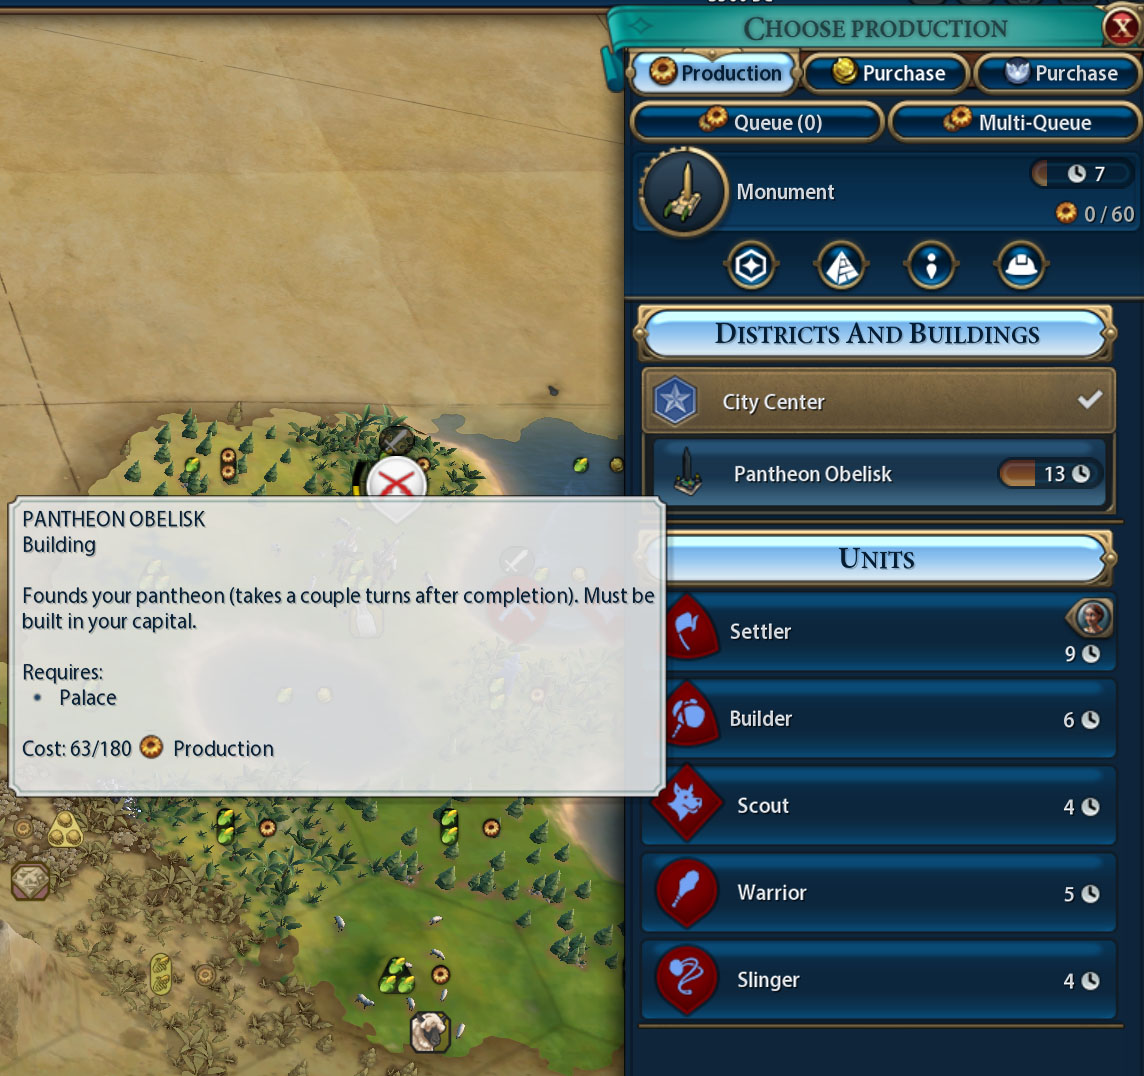 CHOOSE PRODUCTION
X
Production
Purchase
Purchase
Queue (0)
Multi-Queue
Monument
7
0/60
DISTRICTS AND BUILDINGS
City Center
Pantheon Obelisk
13
PANTHEON OBELISK
Building
Founds your pantheon (takes a couple turns after completion). Must be
built in your capital.
Requires:
• Palace
Cost: 63/180 Production
UNITS
Settler
9
Builder
6
Scout
4
Warrior
5
Slinger
4